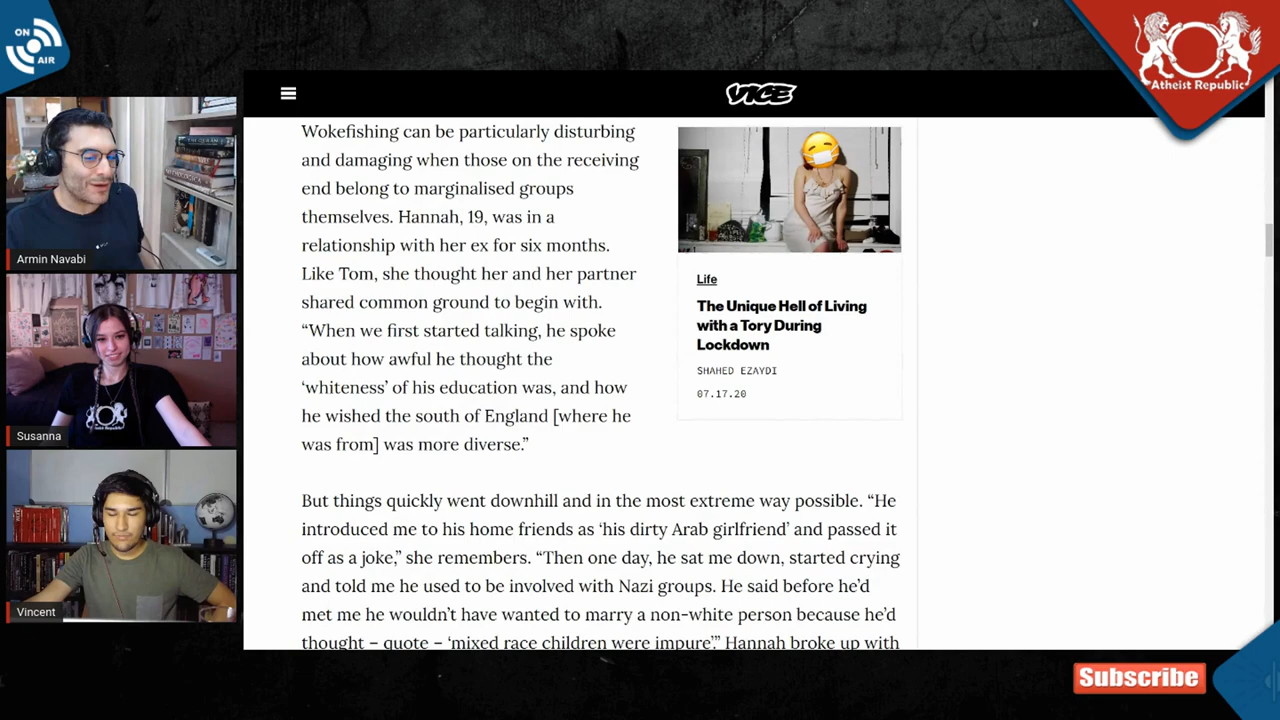 ON
AIR
VICE
Atheist Republic
Wokefishing can be particularly disturbing
and damaging when those on the receiving
end belong to marginalised groups
themselves. Hannah, 19, was in a
relationship with her ex for six months.
Like Tom, she thought her and her partner
shared common ground to begin with.
“When we first started talking, he spoke
about how awful he thought the
‘whiteness’ of his education was, and how
he wished the south of England [where he
was from] was more diverse.”
Life
The Unique Hell of Living
with a Tory During
Lockdown
SHAHED EZAYDI
07.17.20
But things quickly went downhill and in the most extreme way possible. “He
introduced me to his home friends as ‘his dirty Arab girlfriend’ and passed it
off as a joke,” she remembers. “Then one day, he sat me down, started crying
and told me he used to be involved with Nazi groups. He said before he’d
met me he wouldn’t have wanted to marry a non-white person because he’d
thought – quote – ‘mixed race children were impure’.” Hannah broke up with
Armin Navabi
Atheist Republic
Susanna
Vincent
Subscribe